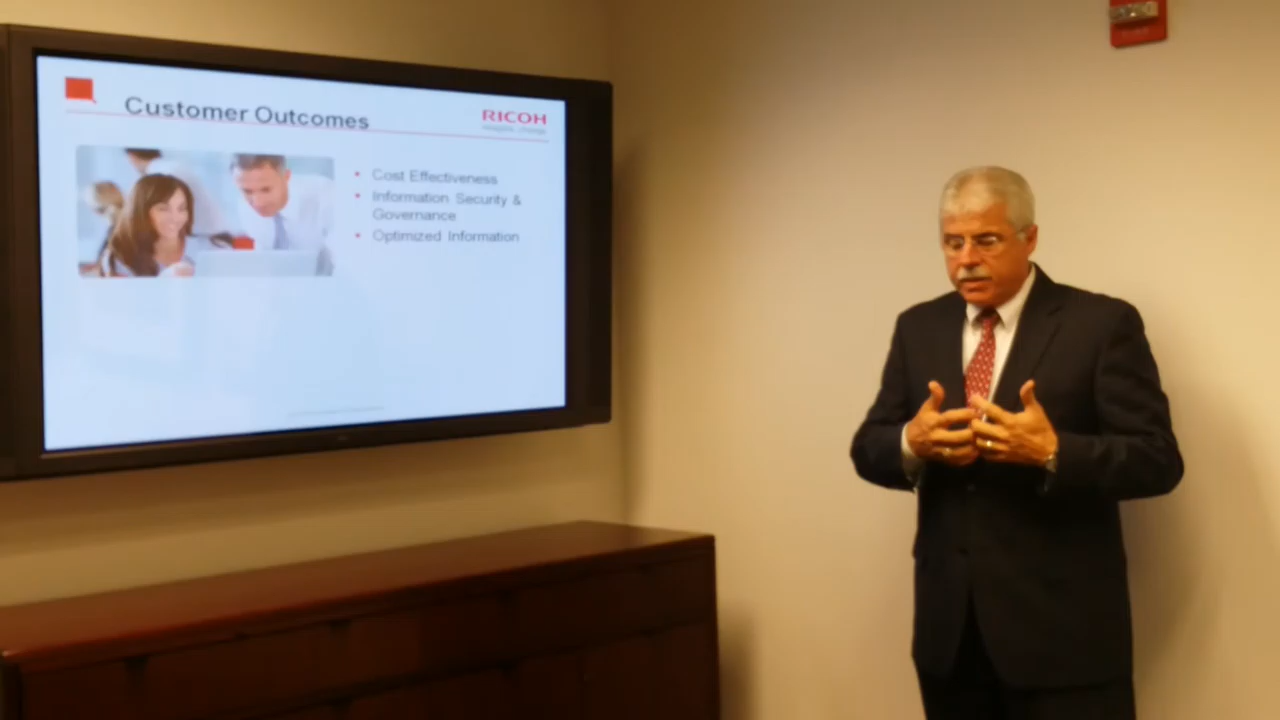 Customer Outcomes
RICOH
• Cost Effectiveness
• Information Security &
Governance
• Optimized Information